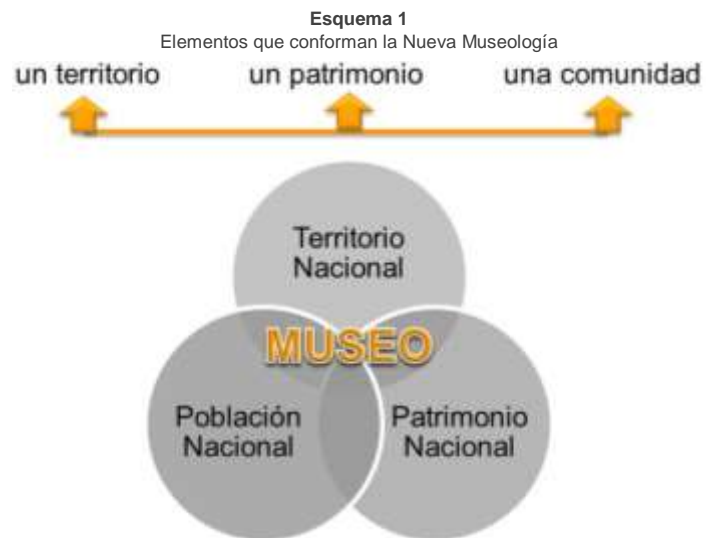 Esquema 1
Elementos que conforman la Nueva Museología
un territorio un patrimonio una comunidad
Territorio
Nacional
MUSEO
Población
Nacional
Patrimonio
Nacional